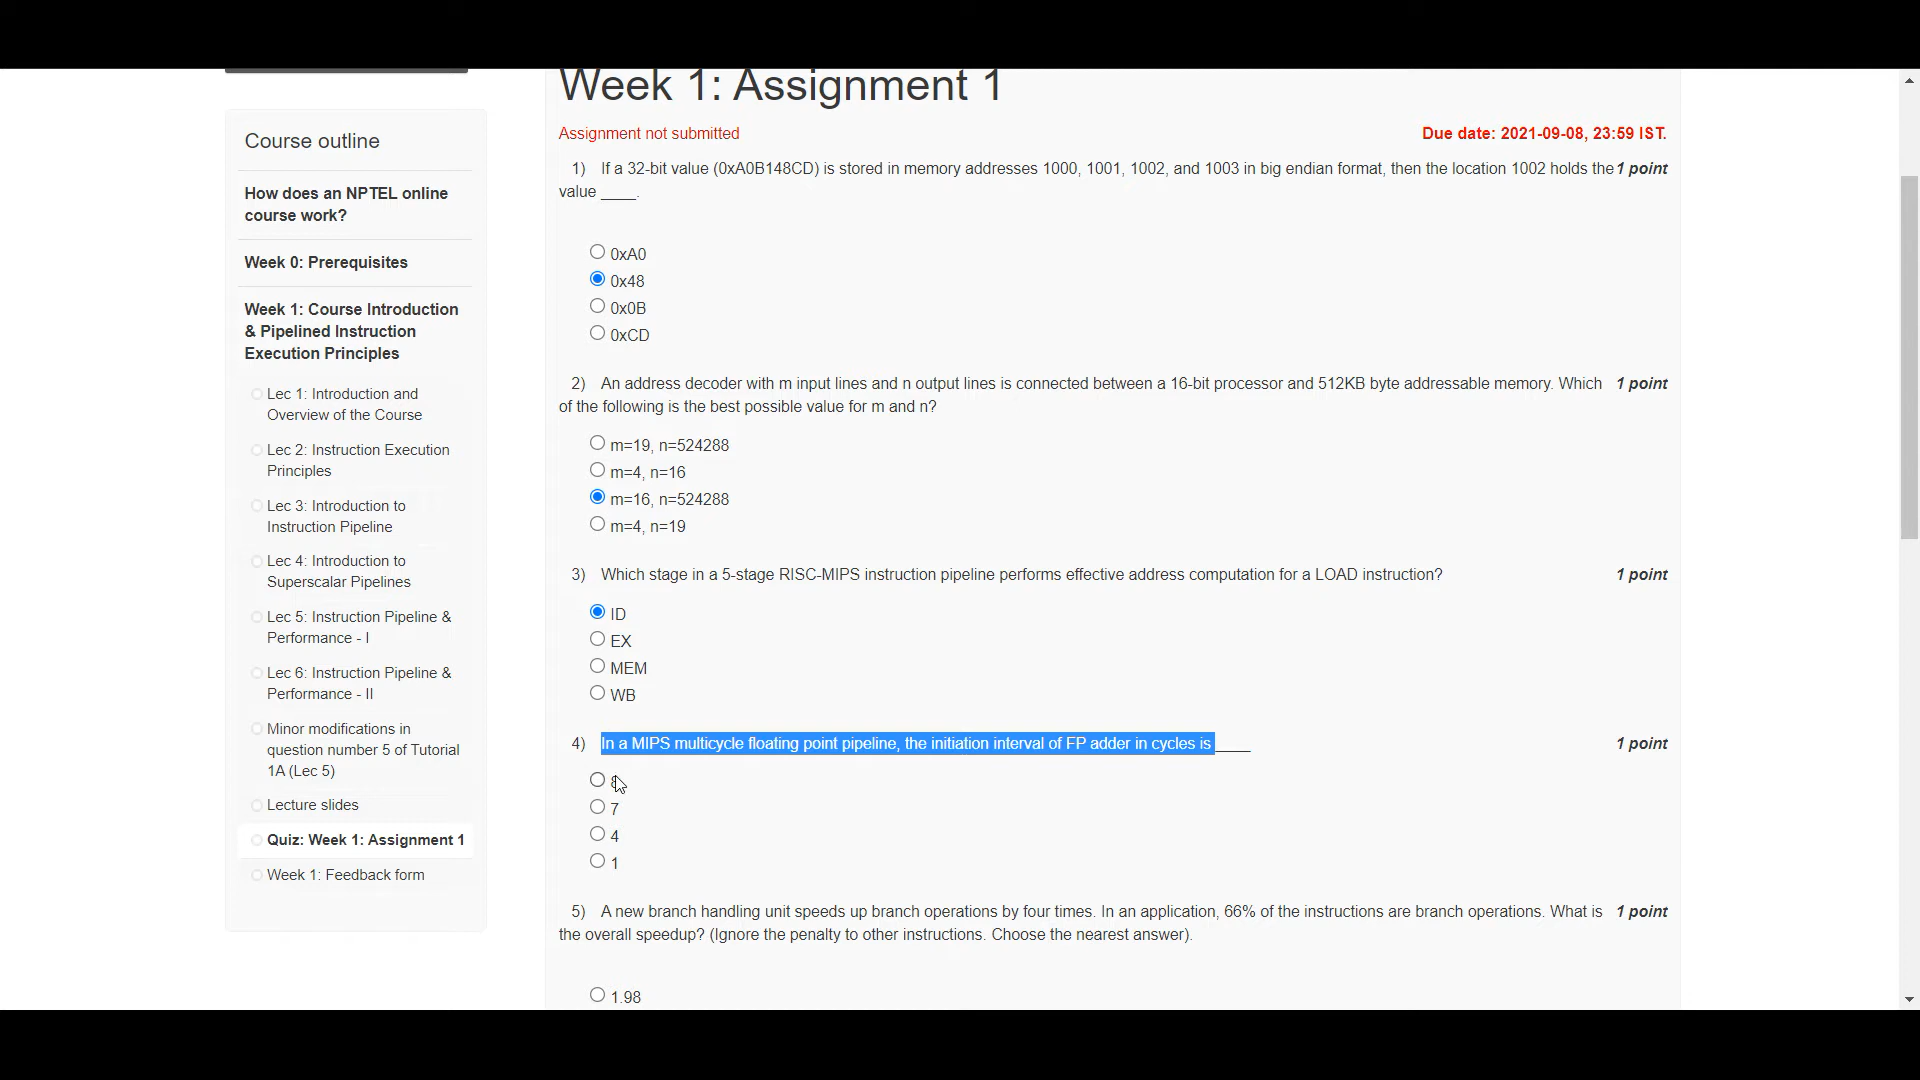 Week 1: Assignment 1
Course outline
How does an NPTEL online
course work?
Week 0: Prerequisites
Week 1: Course Introduction
& Pipelined Instruction
Execution Principles
Lec 1: Introduction and
Overview of the Course
Lec 2: Instruction Execution
Principles
Lec 3: Introduction to
Instruction Pipeline
Lec 4: Introduction to
Superscalar Pipelines
Lec 5: Instruction Pipeline &
Performance - I
Lec 6: Instruction Pipeline &
Performance - II
Minor modifications in
question number 5 of Tutorial
1A (Lec 5)
Lecture slides
Quiz: Week 1: Assignment 1
Week 1: Feedback form
Assignment not submitted Due date: 2021-09-08, 23:59 IST.
1) If a 32-bit value (0xA0B148CD) is stored in memory addresses 1000, 1001, 1002, and 1003 in big endian format, then the location 1002 holds the 1 point
value ____.
0xA0
0x48
0x0B
0xCD
2) An address decoder with m input lines and n output lines is connected between a 16-bit processor and 512KB byte addressable memory. Which 1 point
of the following is the best possible value for m and n?
m=19, n=524288
m=4, n=16
m=16, n=524288
m=4, n=19
3) Which stage in a 5-stage RISC-MIPS instruction pipeline performs effective address computation for a LOAD instruction? 1 point
ID
EX
MEM
WB
4) In a MIPS multicycle floating point pipeline, the initiation interval of FP adder in cycles is ____ 1 point
7
4
1
5) A new branch handling unit speeds up branch operations by four times. In an application, 66% of the instructions are branch operations. What is 1 point
the overall speedup? (Ignore the penalty to other instructions. Choose the nearest answer).
1.98